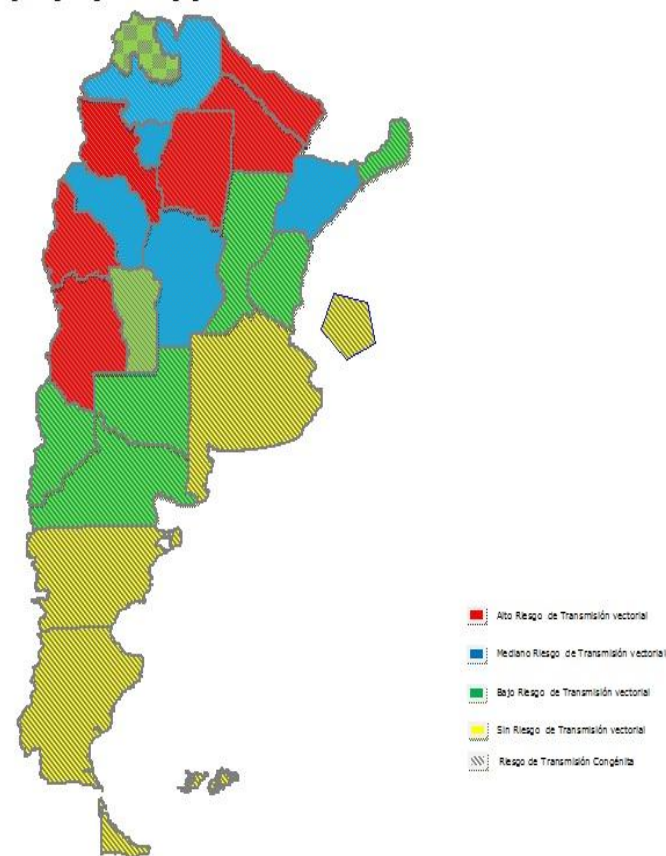 Alto Riesgo de Transmisión vectorial
Mediano Riesgo de Transmisión vectorial
Bajo Riesgo de Transmisión vectorial
Sin Riesgo de Transmisión vectorial
Riesgo de Transmisión Congénita